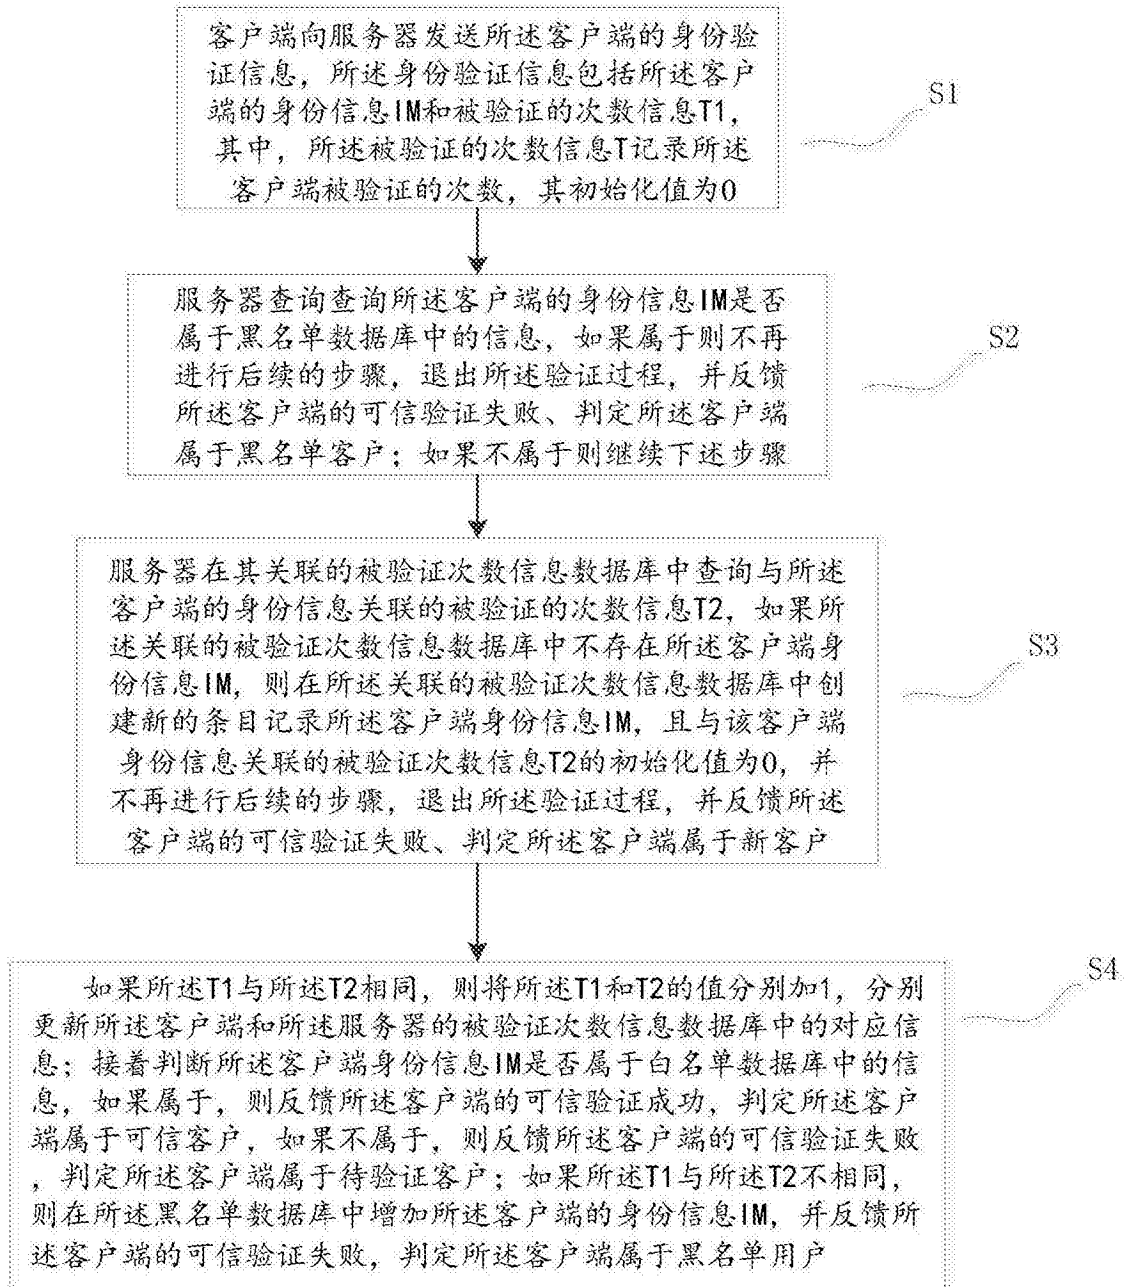 客户端向服务器发送所述客户端的身份验
证信息，所述身份验证信息包括所述客户
端的身份信息IM和被验证的次数信息T1，
其中，所述被验证的次数信息T记录所述
客户端被验证的次数，其初始化值为0
S1
服务器查询查询所述客户端的身份信息IM是否
属于黑名单数据库中的信息，如果属于则不再
进行后续的步骤，退出所述验证过程，并反馈
所述客户端的可信验证失败、判定所述客户端
属于黑名单客户；如果不属于则继续下述步骤
S2
服务器在其关联的被验证次数信息数据库中查询与所述
客户端的身份信息关联的被验证的次数信息T2，如果所
述关联的被验证次数信息数据库中不存在所述客户端身
份信息IM，则在所述关联的被验证次数信息数据库中创
建新的条目记录所述客户端身份信息IM，且与该客户端
身份信息关联的被验证次数信息T2的初始化值为0，并
不再进行后续的步骤，退出所述验证过程，并反馈所述
客户端的可信验证失败、判定所述客户端属于新客户
S3
如果所述T1与所述T2相同，则将所述T1和T2的值分别加1，分别
更新所述客户端和所述服务器的被验证次数信息数据库中的对应信
息；接着判断所述客户端身份信息IM是否属于白名单数据库中的信
息，如果属于，则反馈所述客户端的可信验证成功，判定所述客户
端属于可信客户，如果不属于，则反馈所述客户端的可信验证失败
，判定所述客户端属于待验证客户；如果所述T1与所述T2不相同，
则在所述黑名单数据库中增加所述客户端的身份信息IM，并反馈所
述客户端的可信验证失败，判定所述客户端属于黑名单用户
S4